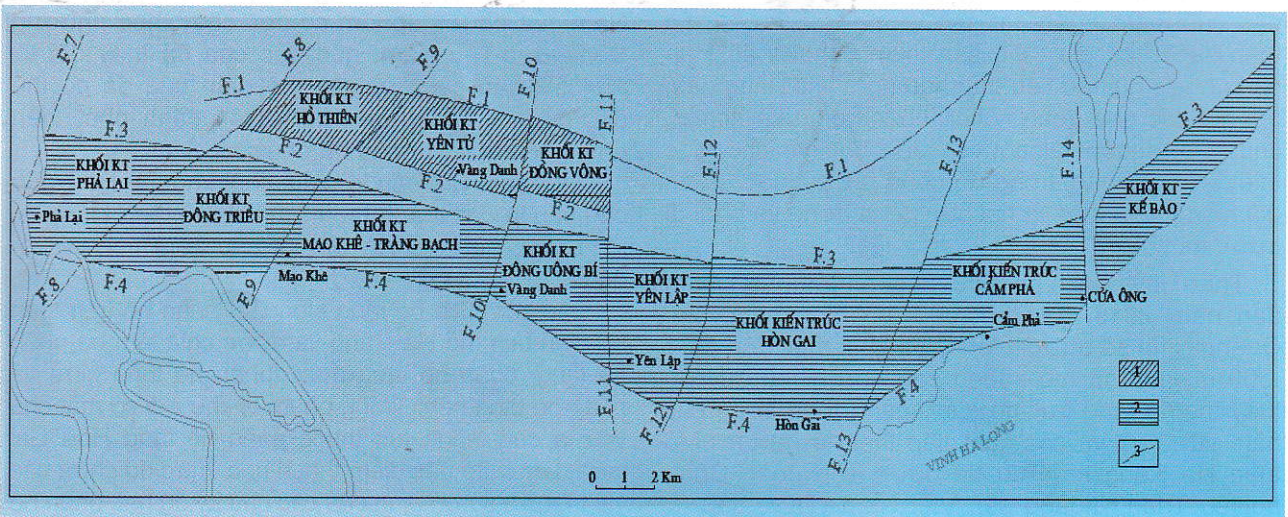 F.7
F.8
F.9
F.10
F.11
F.12
F.13
F.14
F.1
F.1
F.1
F.3
F.3
F.3
F.2
F.2
F.2
KHỐI KT
HỒ THIÊN
KHỐI KT
YÊN TỬ
Vàng Danh
KHỐI KT
ĐỒNG VÔNG
KHỐI KT
PHẢ LẠI
Phả Lại
KHỐI KT
ĐÔNG TRIỀU
KHỐI KT
MẠO KHÊ - TRÀNG BẠCH
Mạo Khê
KHỐI KT
ĐÔNG UÔNG BÍ
Vàng Danh
KHỐI KT
YÊN LẬP
Yên Lập
KHỐI KIẾN TRÚC
HÒN GAI
Hòn Gai
KHỐI KIẾN TRÚC
CẨM PHẢ
Cẩm Phả
KHỐI KT
KẾ BÀO
CỬA ÔNG
F.8
F.4
F.9
F.4
F.10
F.11
F.12
F.4
F.13
F.4
VỊNH HẠ LONG
1
2
3
0 1 2 Km